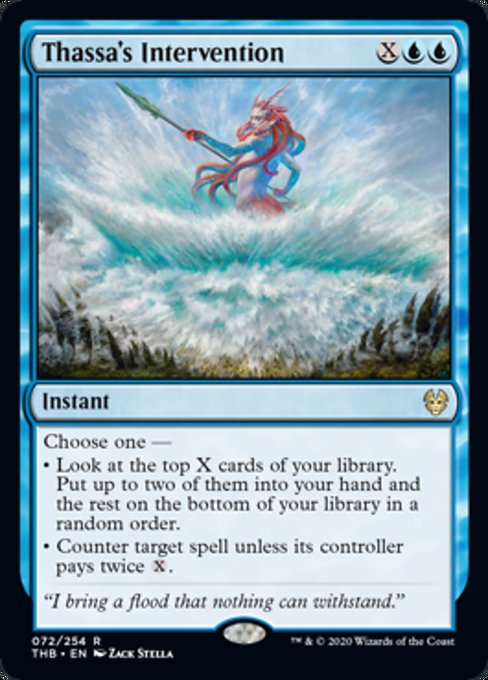 Thassa's Intervention X
Instant
Choose one —
• Look at the top X cards of your library.
Put up to two of them into your hand and
the rest on the bottom of your library in a
random order.
• Counter target spell unless its controller
pays twice X.
"I bring a flood that nothing can withstand."
072/254 R
THB • EN Zack Stella
™ & © 2020 Wizards of the Coast